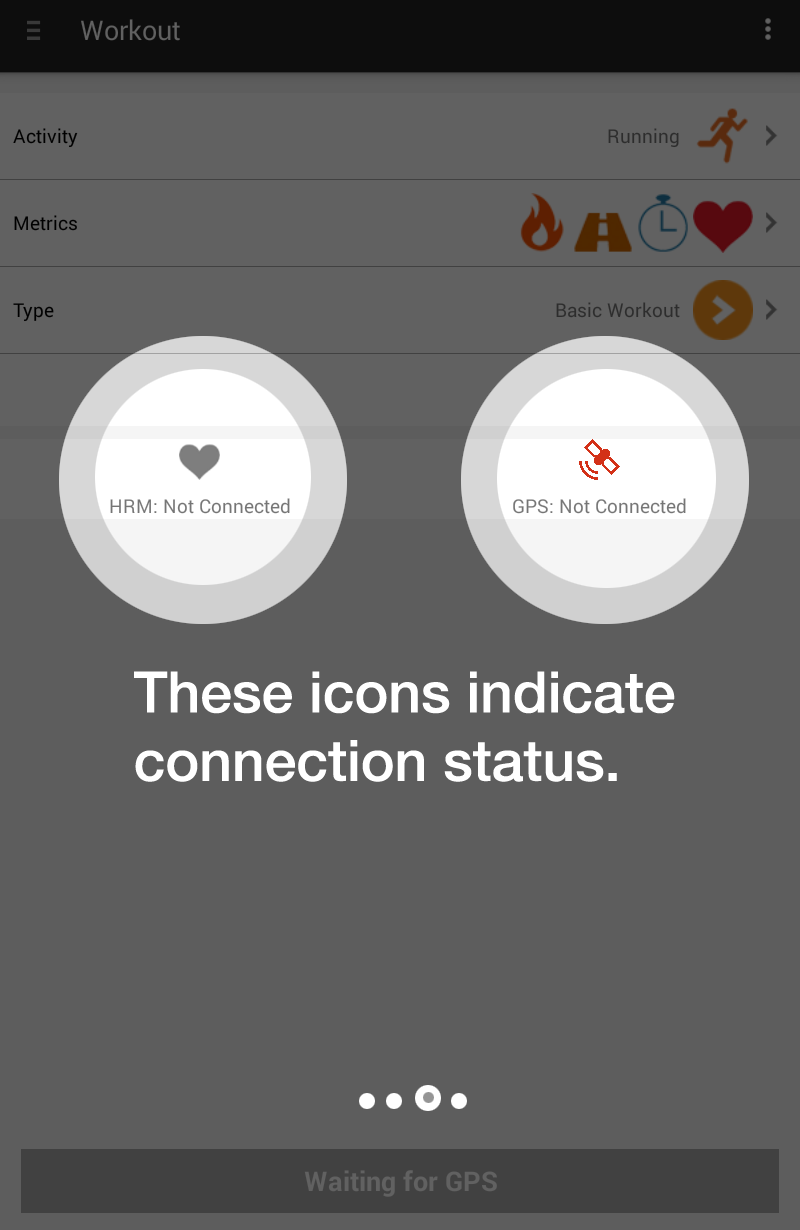 Workout
Activity
Running
Metrics
Type
Basic Workout
HRM: Not Connected
GPS: Not Connected
These icons indicate
connection status.
Waiting for GPS